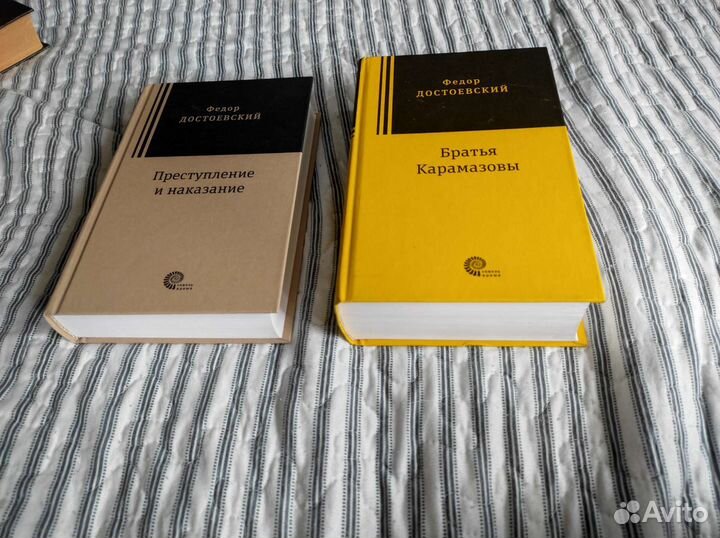 Федор
ДОСТОЕВСКИЙ
Преступление
и наказание
Федор
ДОСТОЕВСКИЙ
Братья
Карамазовы
Avito